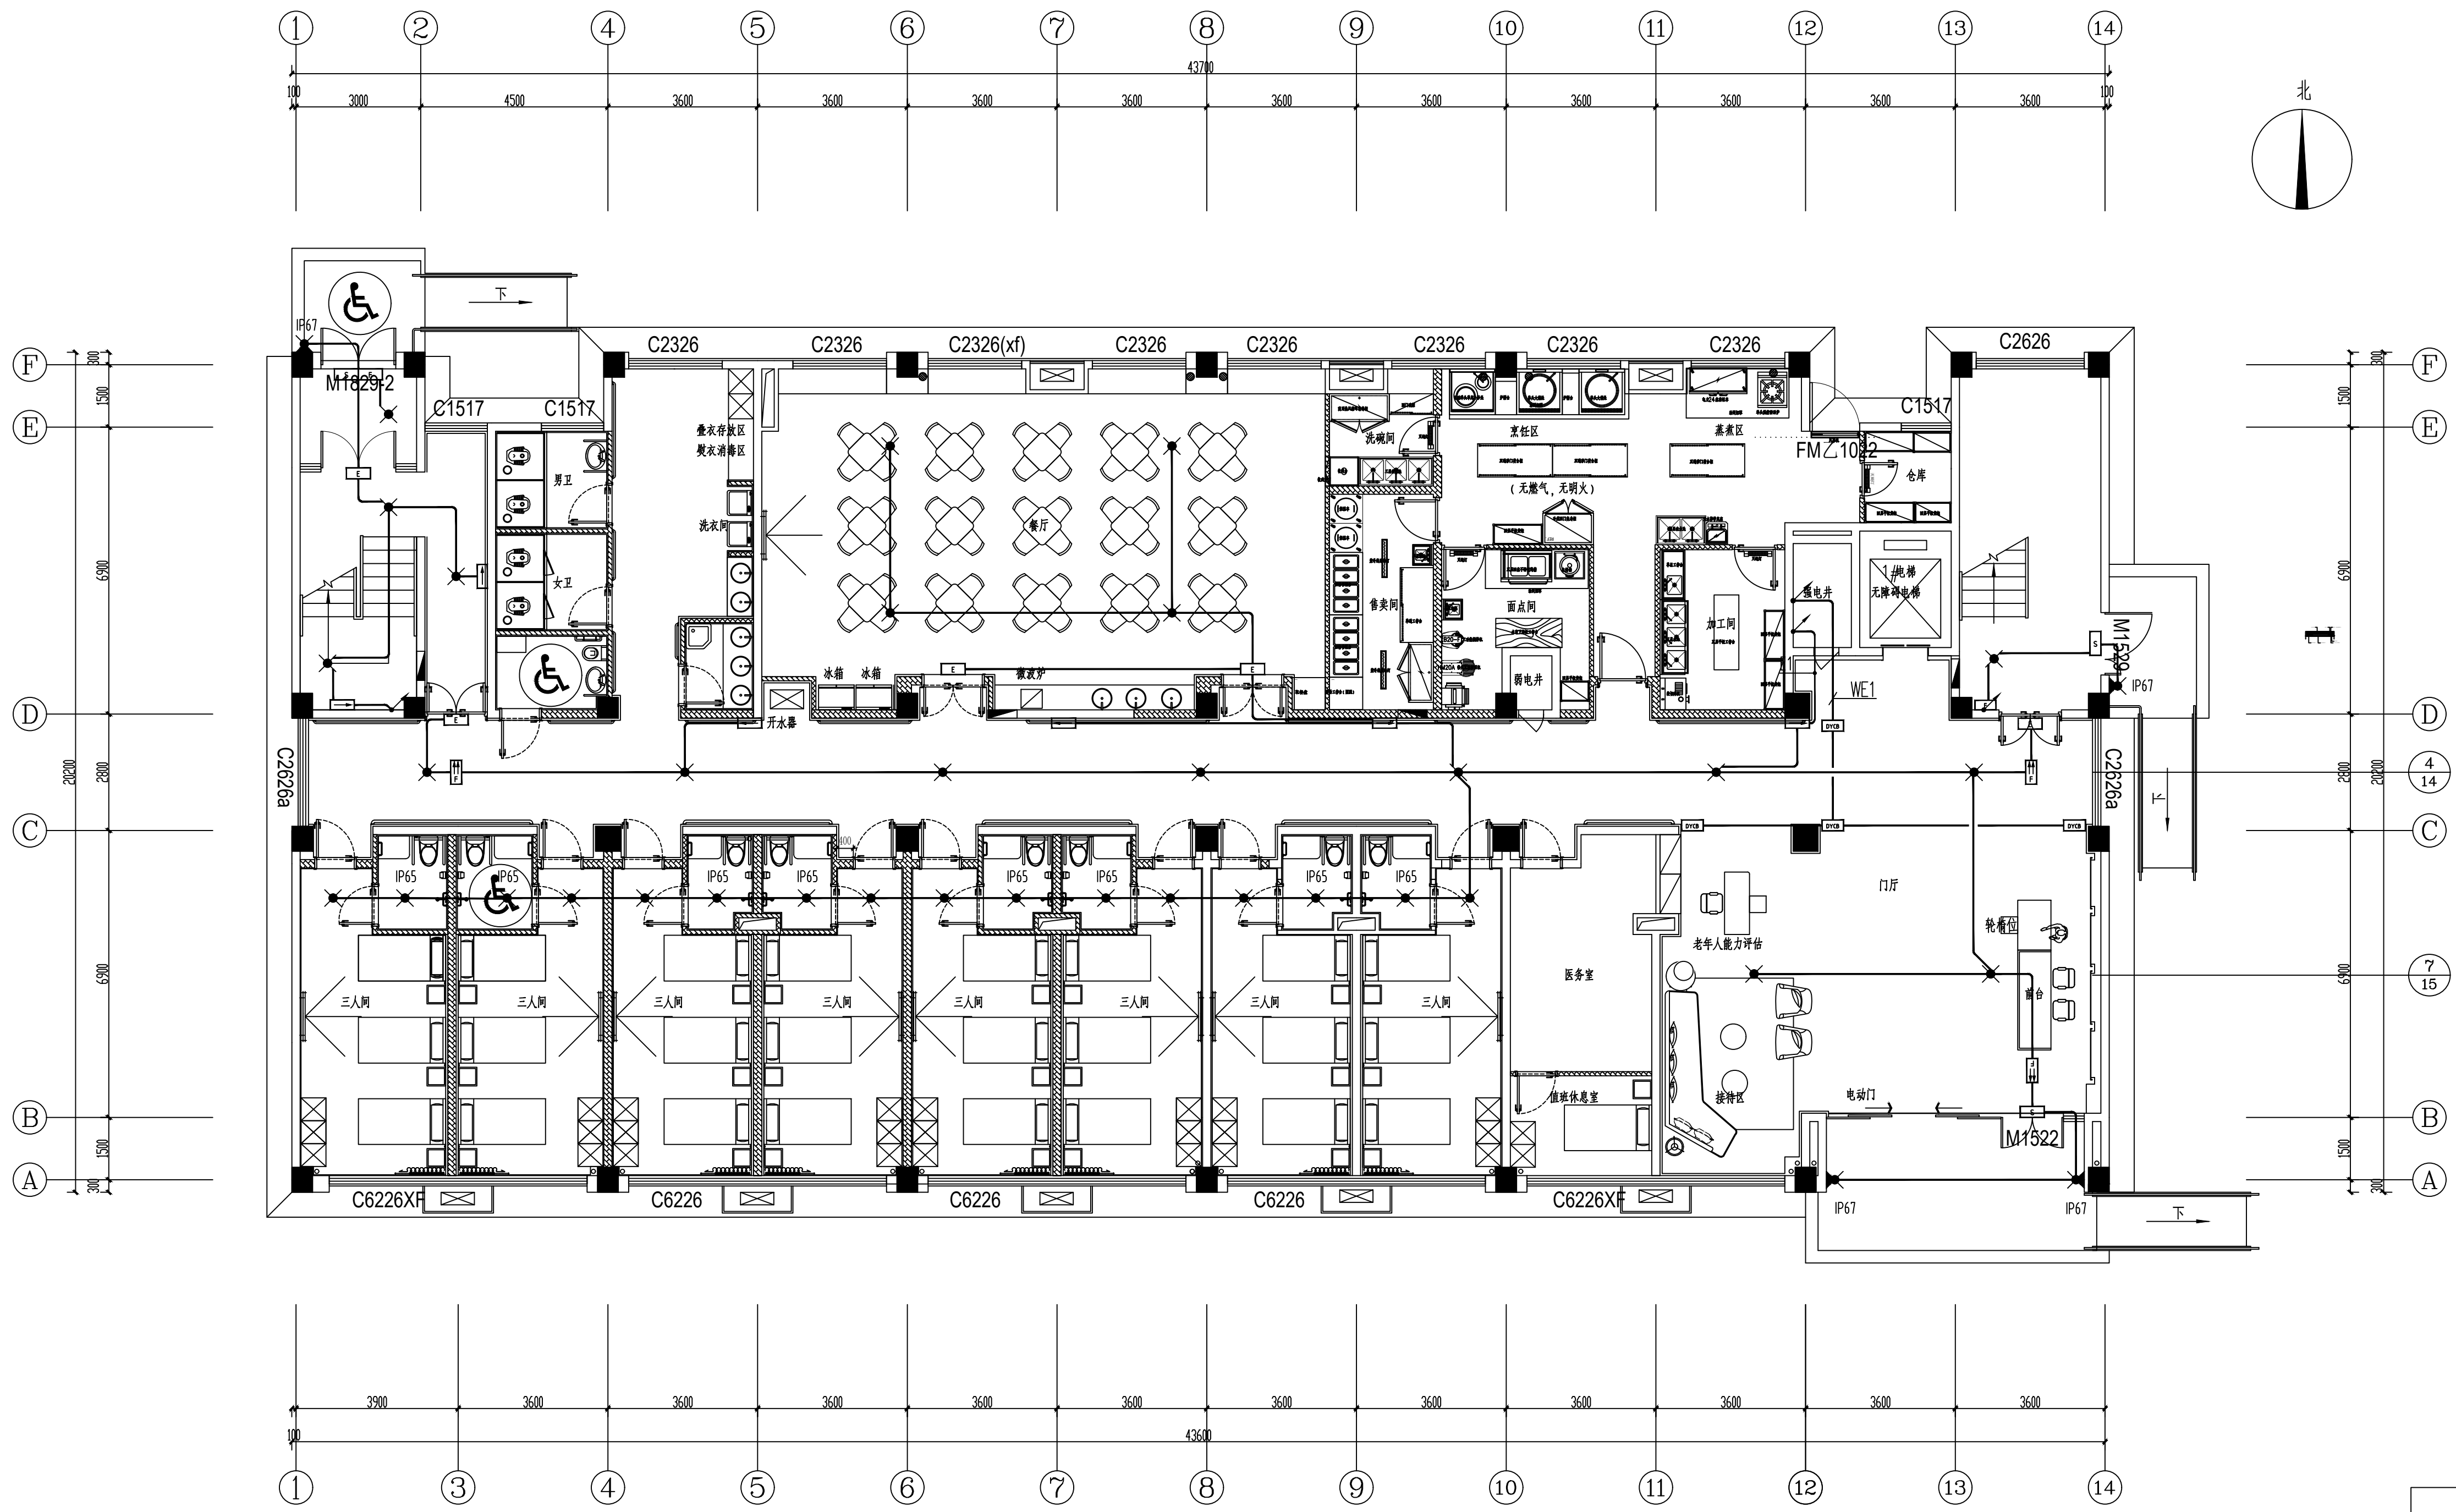 1 2 4 5 6 7 8 9 10 11 12 13 14
43700
100 3000 4500 3600 3600 3600 3600 3600 3600 3600 3600 3600 3600 100
北
IP67
下
C2326 C2326 C2326(xf) C2326 C2326 C2326 C2326 C2326 C2626
F F
M1829-2
300 300
1500 1500
C1517 C1517 C1517
E E
叠衣存放区
熨衣消毒区
洗碗间 烹饪区 蒸煮区
FM乙1022
仓库
男卫
(无燃气,无明火)
洗衣间 餐厅
6900 6900
女卫
1#电梯
无障碍电梯
强电井
售卖间 面点间 加工间
M1529
冰箱 冰箱 微波炉 弱电井
IP67
WE1
E E E E
D D
开水器
DYCB
C2626a C2626a
20200 2800 2800 20200
F F
4
14
下
C C
DYCB DYCB DYCB
400
IP65 IP65 IP65 IP65 IP65 IP65 IP65 IP65
门厅
轮椅位
老年人能力评估
6900 6900
医务室
7
15
前台
三人间 三人间 三人间 三人间 三人间 三人间 三人间 三人间
值班休息室 接待区 电动门
B B
M1522
1500 1500
A A
300 300
C6226XF C6226 C6226 C6226 C6226XF
IP67 IP67
下
3900 3600 3600 3600 3600 3600 3600 3600 3600 3600 3600 3600
100 43600
1 3 4 5 6 7 8 9 10 11 12 13 14